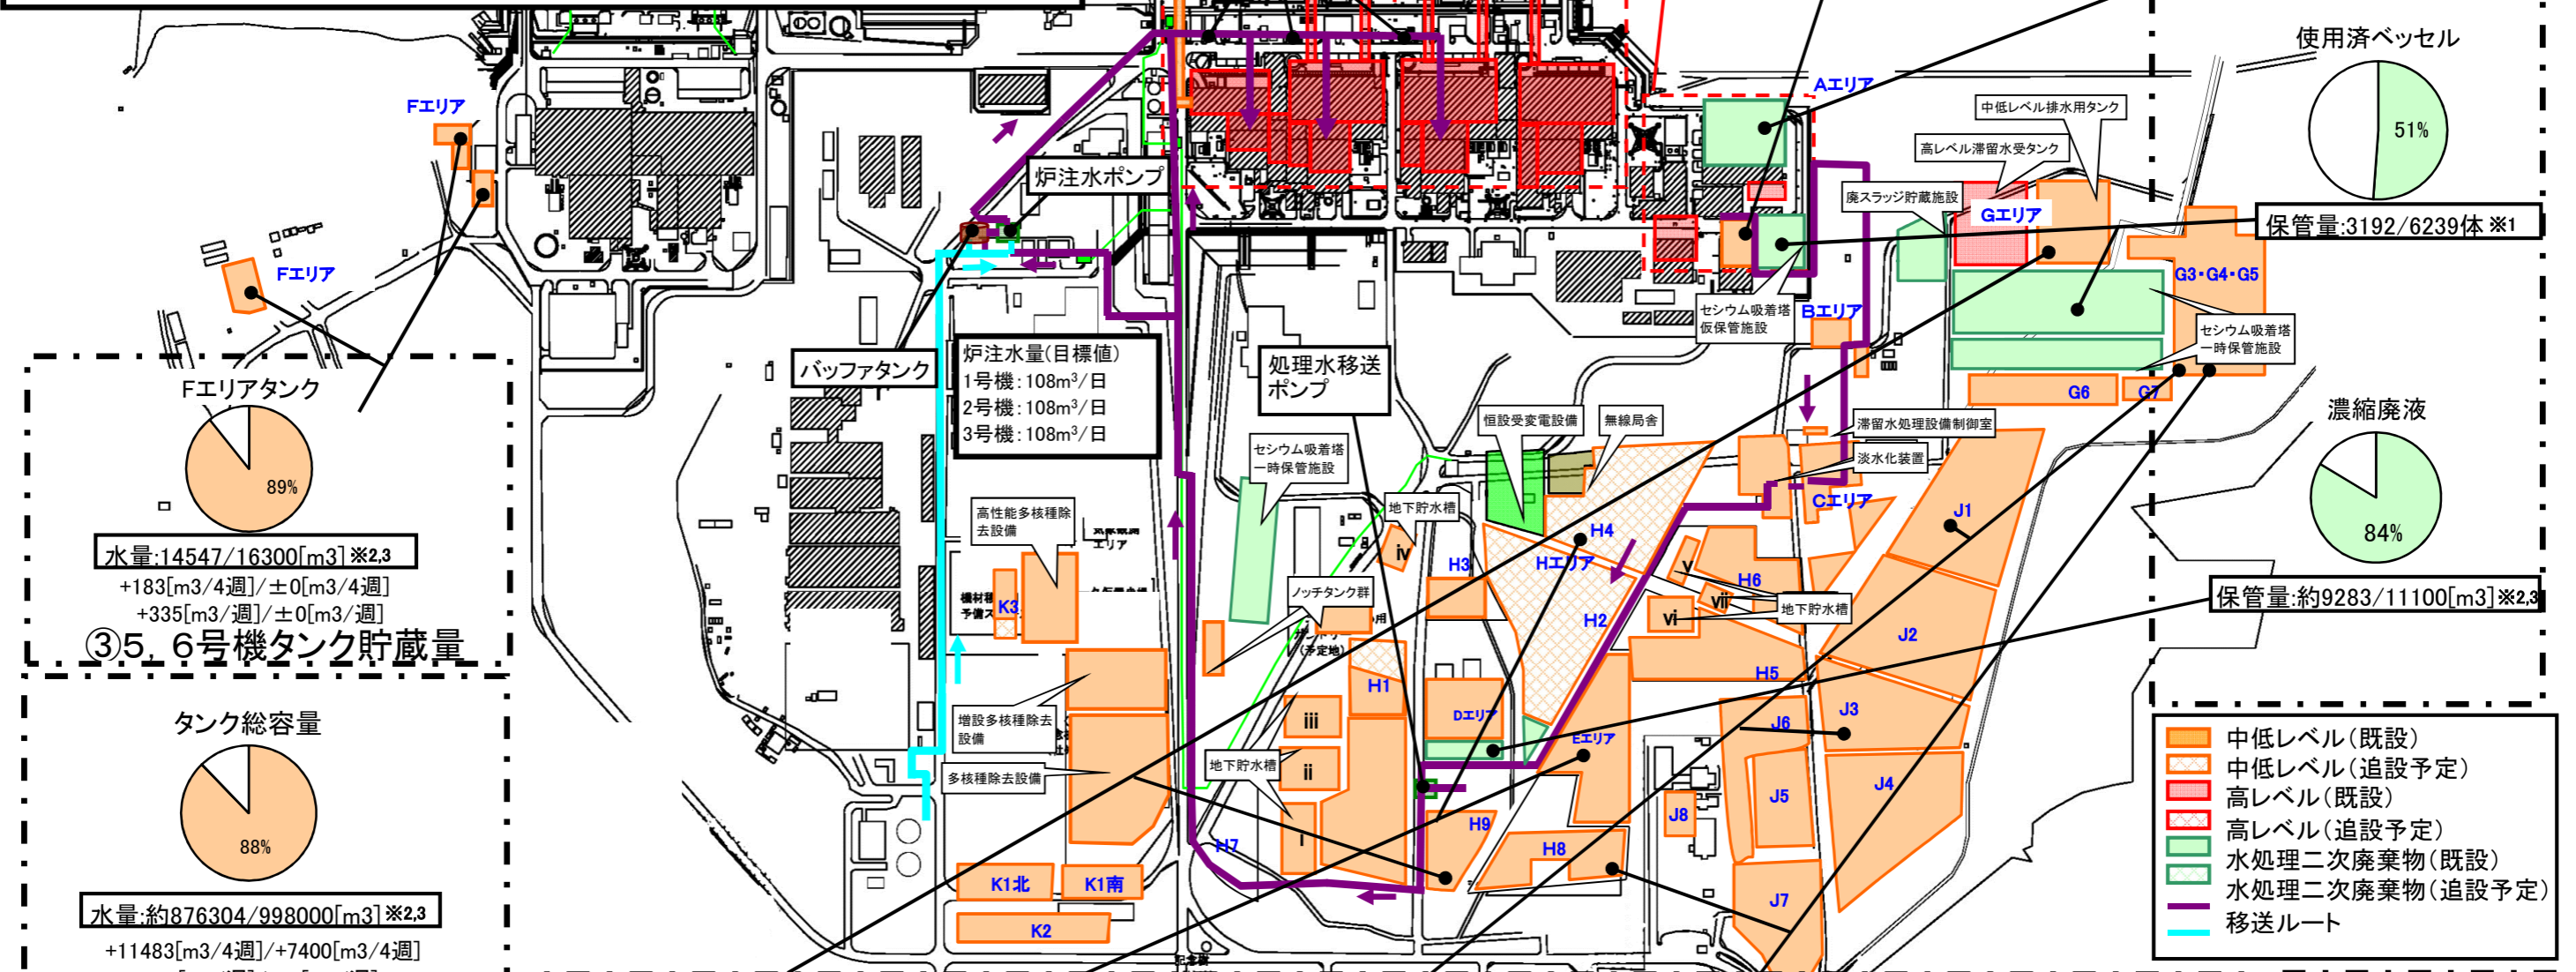 使用済ベッセル
51%
保管量:3192/6239体 ※1
Aエリア
中低レベル排水用タンク
高レベル滞留水受タンク
廃スラッジ貯蔵施設
Gエリア
G3・G4・G5
Fエリア
Fエリア
炉注水ポンプ
セシウム吸着塔
仮保管施設
Bエリア
セシウム吸着塔
一時保管施設
G6
G7
バッファタンク
炉注水量(目標値)
1号機:108m³/日
2号機:108m³/日
3号機:108m³/日
処理水移送
ポンプ
Fエリアタンク
89%
水量:14547/16300[m3] ※2,3
+183[m3/4週]/±0[m3/4週]
+335[m3/週]/±0[m3/週]
③5, 6号機タンク貯蔵量
濃縮廃液
84%
保管量:約9283/11100[m3]※2,3
恒設受変電設備
無線局舎
滞留水処理設備制御室
淡水化装置
Cエリア
セシウム吸着塔
一時保管施設
高性能多核種除
去設備
エリア
地下貯水槽
iv
H3
H4
Hエリア
H2
v
H6
vii
vi
地下貯水槽
J1
J2
K3
ノッチタンク群
(予定地)
H1
Dエリア
Eエリア
H5
J6
J3
J5
J4
J8
増設多核種除去
設備
多核種除去設備
地下貯水槽
iii
ii
i
H7
H9
H8
J7
K1北
K1南
K2
タンク総容量
88%
水量:約876304/998000[m3] ※2,3
+11483[m3/4週]/+7400[m3/4週]
中低レベル(既設)
中低レベル(追設予定)
高レベル(既設)
高レベル(追設予定)
水処理二次廃棄物(既設)
水処理二次廃棄物(追設予定)
移送ルート